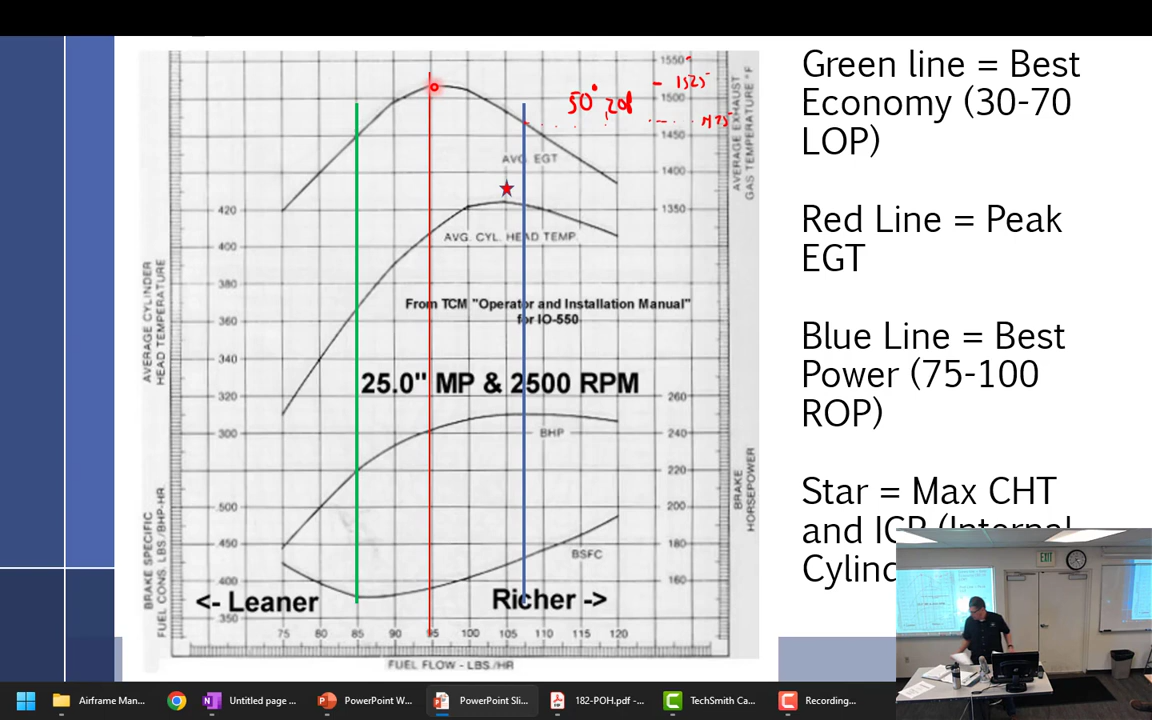 1550°
1525
1500
50° ROP
1475
1450
AVG. EGT
1400
1350
AVERAGE EXHAUST
GAS TEMPERATURE °F
420
400
380
360
340
320
300
AVERAGE CYLINDER
HEAD TEMPERATURE
AVG. CYL. HEAD TEMP.
From TCM "Operator and Installation Manual"
for IO-550
25.0" MP & 2500 RPM
260
240
220
200
180
160
BRAKE
HORSEPOWER
BHP
BSFC
.500
.450
.400
.350
BRAKE SPECIFIC
FUEL CONS. LBS./BHP-HR
<- Leaner
Richer ->
75 80 85 90 95 100 105 110 115 120
FUEL FLOW - LBS./HR
Green line = Best
Economy (30-70
LOP)
Red Line = Peak
EGT
Blue Line = Best
Power (75-100
ROP)
Star = Max CHT
and ICP (Internal
EXIT
Airframe Man...
Untitled page ...
PowerPoint W...
PowerPoint Sli...
182-POH.pdf -...
TechSmith Ca...
Recording...